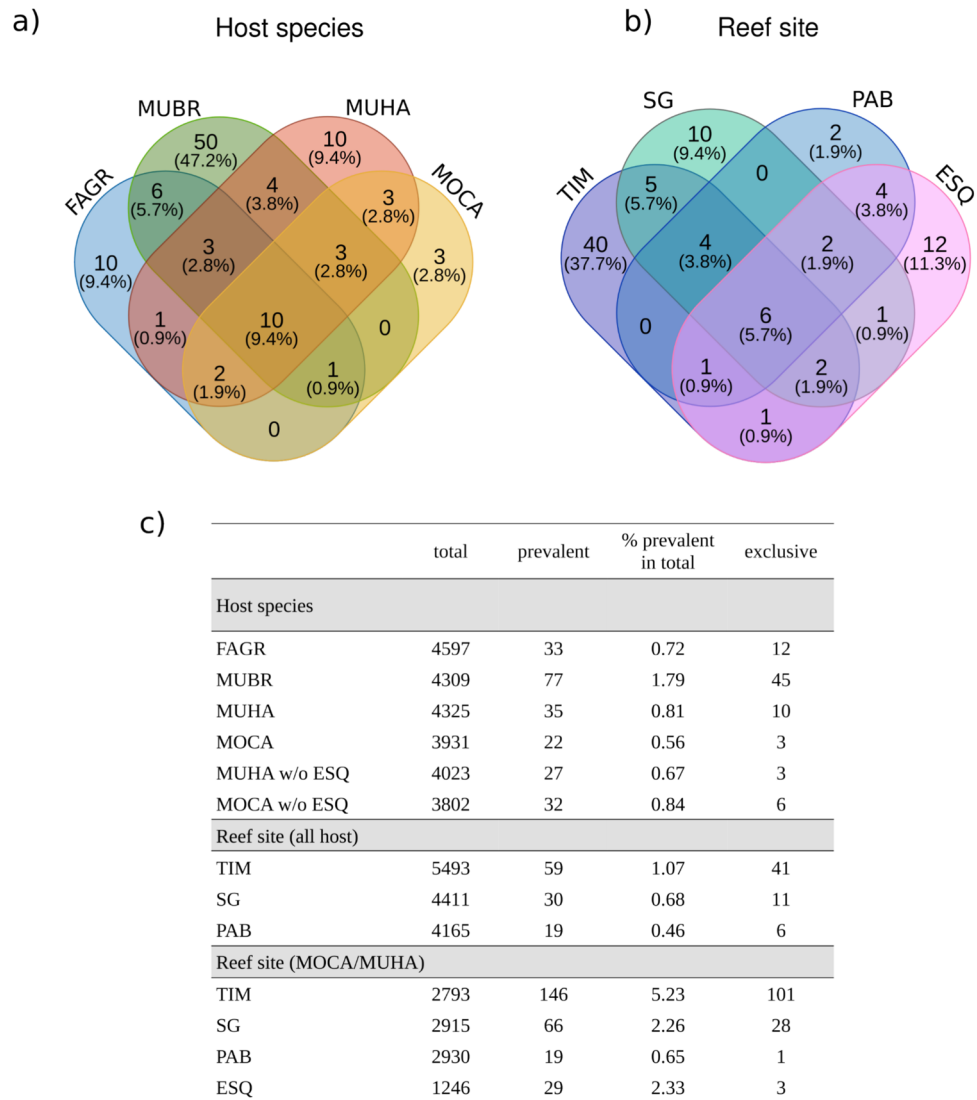 a)
Host species
MUBR
MUHA
FAGR
MOCA
50
(47.2%)
10
(9.4%)
6
(5.7%)
4
(3.8%)
3
(2.8%)
10
(9.4%)
3
(2.8%)
3
(2.8%)
3
(2.8%)
1
(0.9%)
10
(9.4%)
0
2
(1.9%)
1
(0.9%)
0
b)
Reef site
SG
PAB
TIM
ESQ
10
(9.4%)
2
(1.9%)
5
(5.7%)
0
4
(3.8%)
40
(37.7%)
4
(3.8%)
2
(1.9%)
12
(11.3%)
0
6
(5.7%)
1
(0.9%)
1
(0.9%)
2
(1.9%)
1
(0.9%)
c)
total prevalent % prevalent in total exclusive
Host species
FAGR 4597 33 0.72 12
MUBR 4309 77 1.79 45
MUHA 4325 35 0.81 10
MOCA 3931 22 0.56 3
MUHA w/o ESQ 4023 27 0.67 3
MOCA w/o ESQ 3802 32 0.84 6
Reef site (all host)
TIM 5493 59 1.07 41
SG 4411 30 0.68 11
PAB 4165 19 0.46 6
Reef site (MOCA/MUHA)
TIM 2793 146 5.23 101
SG 2915 66 2.26 28
PAB 2930 19 0.65 1
ESQ 1246 29 2.33 3